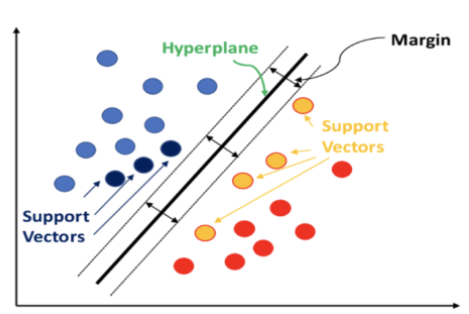 Hyperplane
Margin
Support
Vectors
Support
Vectors